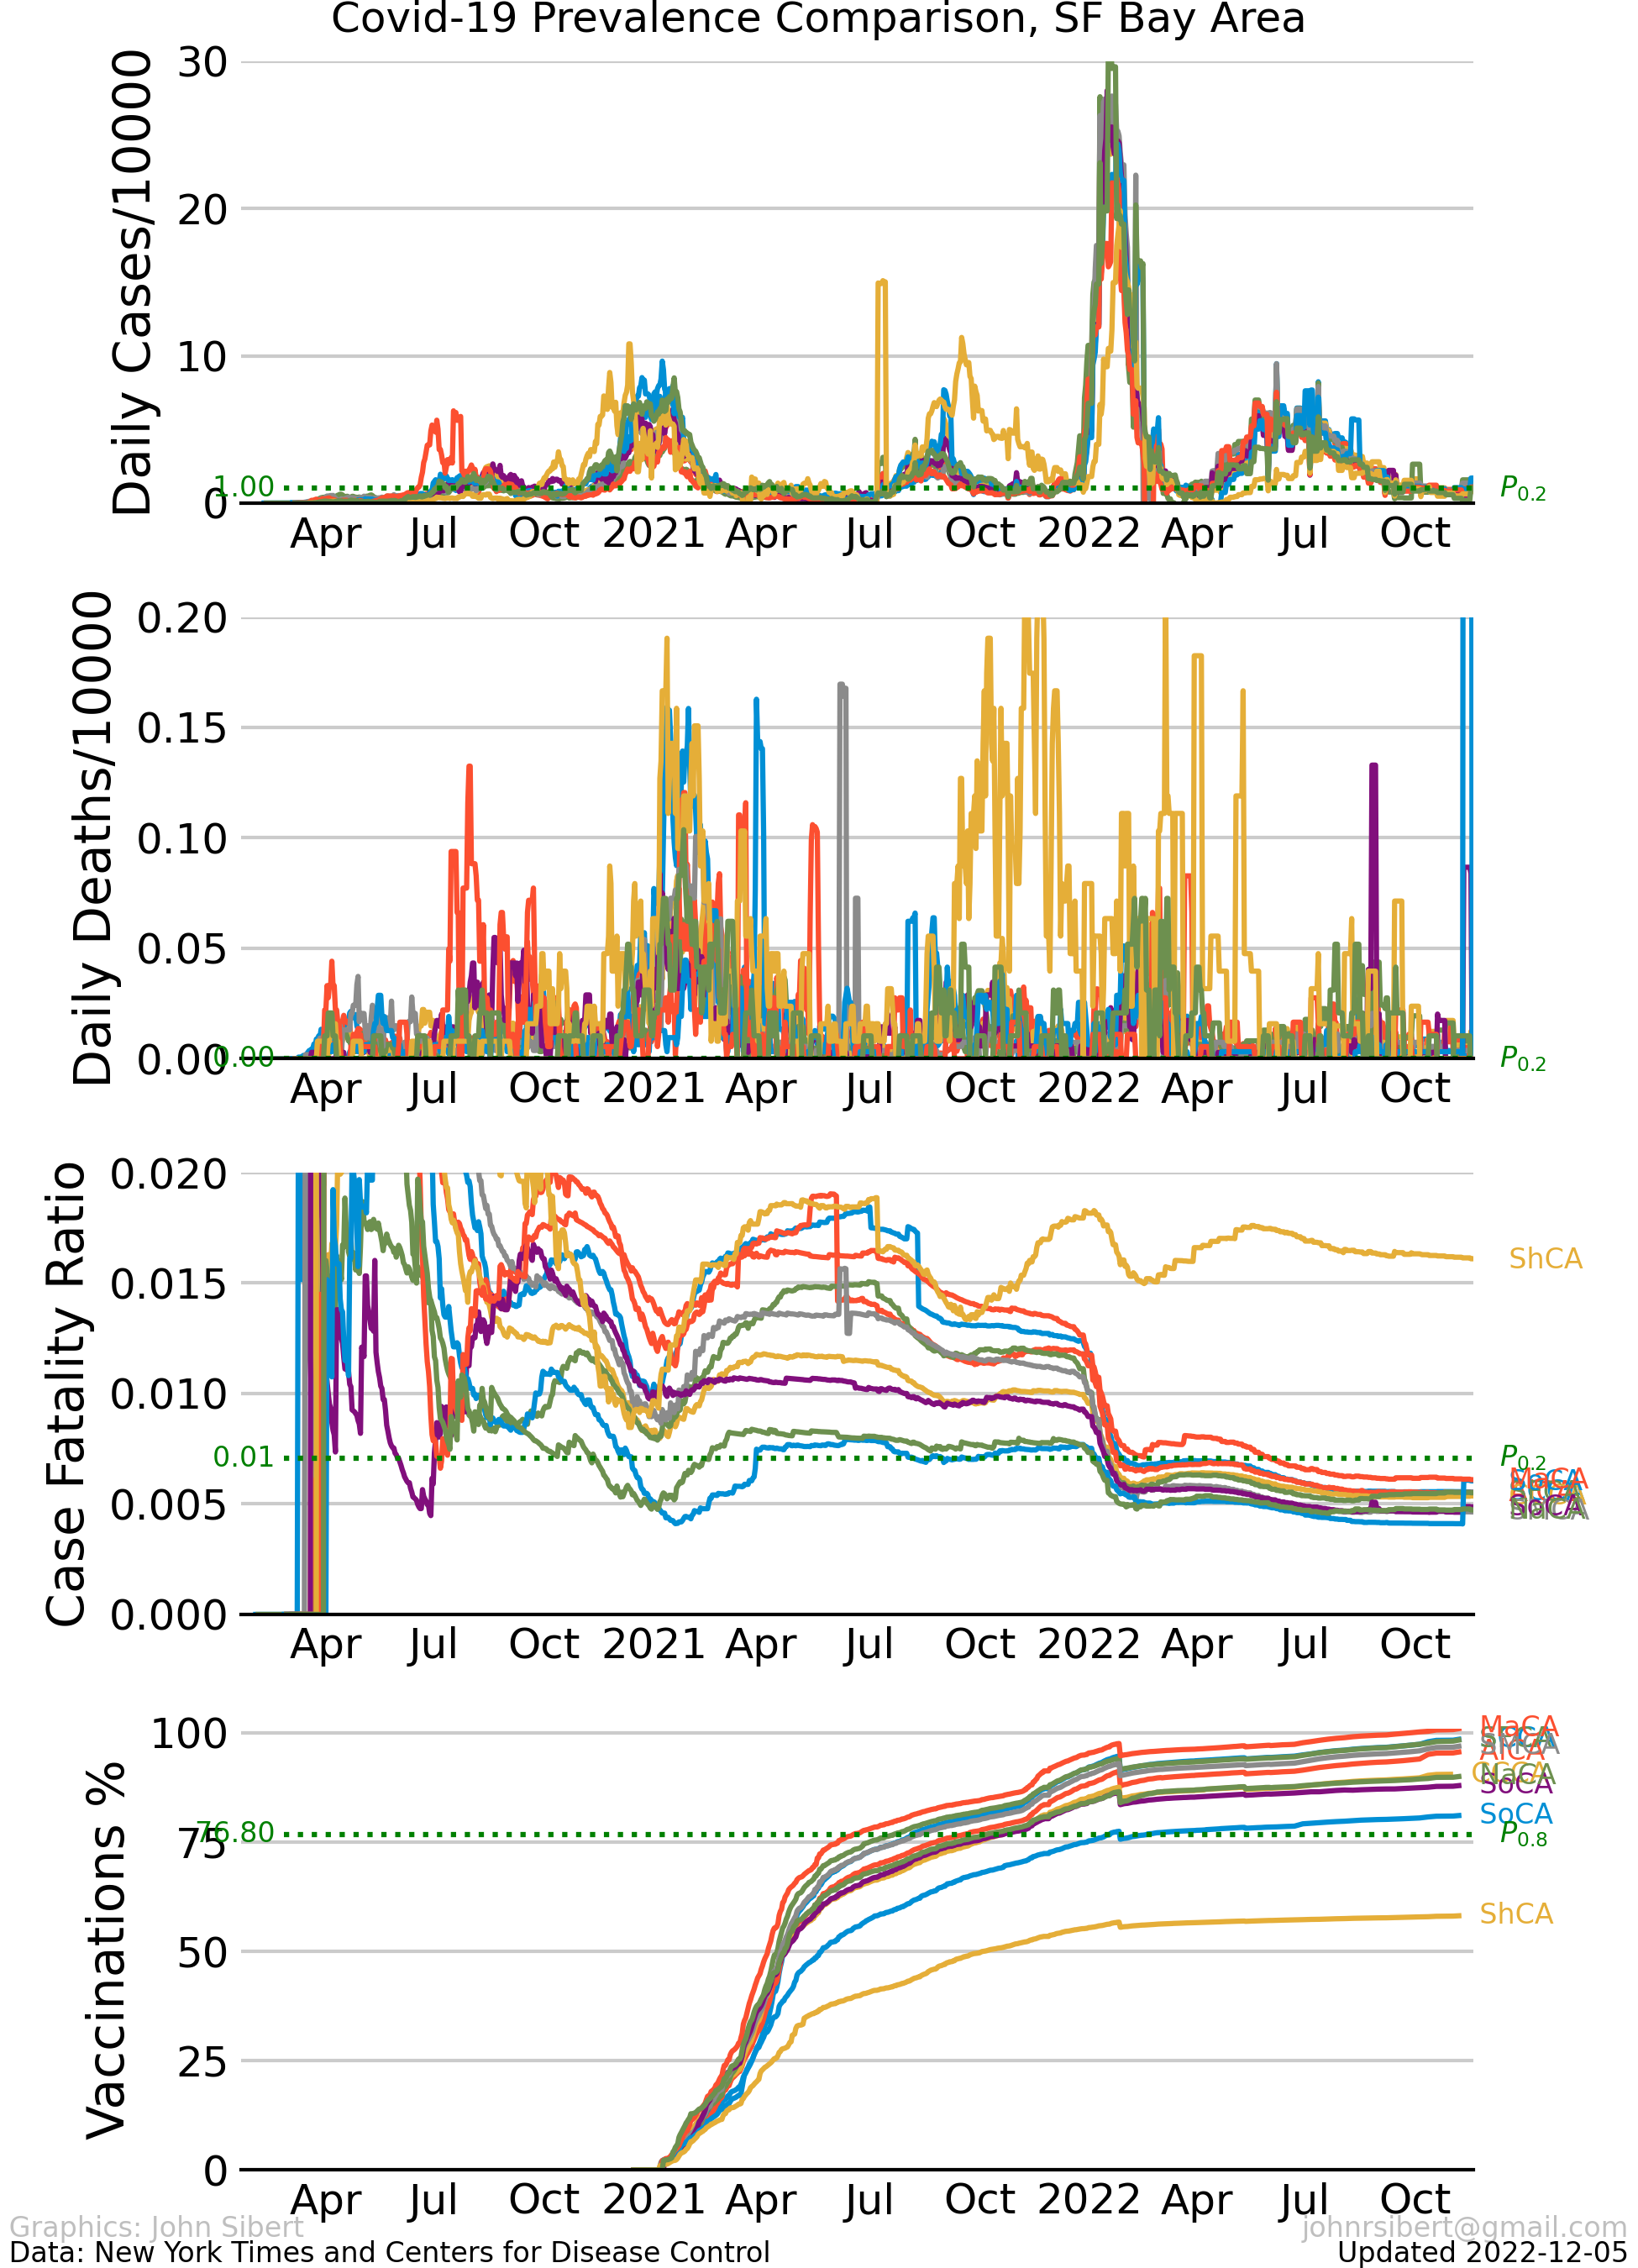 Covid-19 Prevalence Comparison, SF Bay Area
Daily Cases/10000
30
20
10
0
1.00
P0.2
Apr Jul Oct 2021 Apr Jul Oct 2022 Apr Jul Oct
Daily Deaths/10000
0.20
0.15
0.10
0.05
0.00
0.00
P0.2
Apr Jul Oct 2021 Apr Jul Oct 2022 Apr Jul Oct
Case Fatality Ratio
0.020
0.015
0.010
0.005
0.000
0.01
ShCA
P0.2
MaCA
SoCA
Apr Jul Oct 2021 Apr Jul Oct 2022 Apr Jul Oct
Vaccinations %
100
75
50
25
0
76.80
MaCA
AlCA
NaCA
SoCA
SoCA
P0.8
ShCA
Apr Jul Oct 2021 Apr Jul Oct 2022 Apr Jul Oct
Graphics: John Sibert
johnrsibert@gmail.com
Data: New York Times and Centers for Disease Control
Updated 2022-12-05